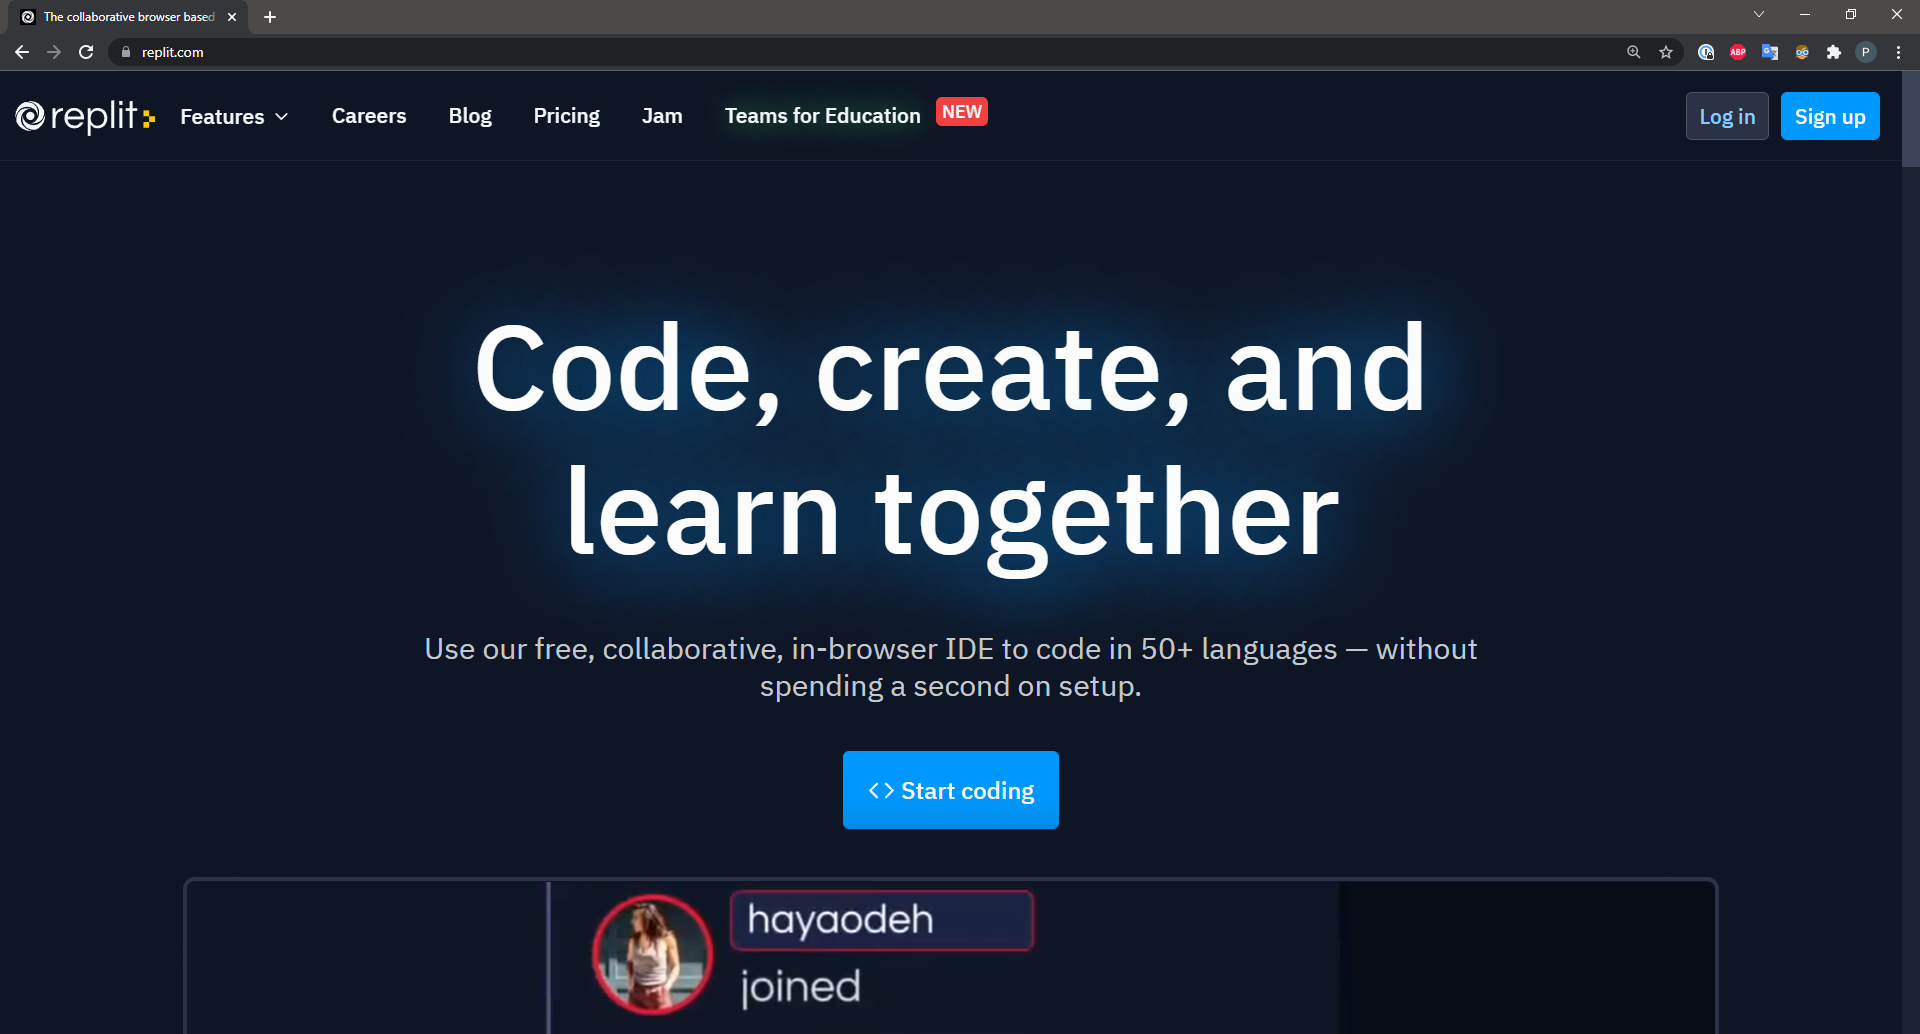 The collaborative browser based
replit.com
ABP
P
replit
Features
Careers
Blog
Pricing
Jam
Teams for Education
NEW
Log in
Sign up
Code, create, and
learn together
Use our free, collaborative, in-browser IDE to code in 50+ languages — without
spending a second on setup.
<> Start coding
hayaodeh
joined